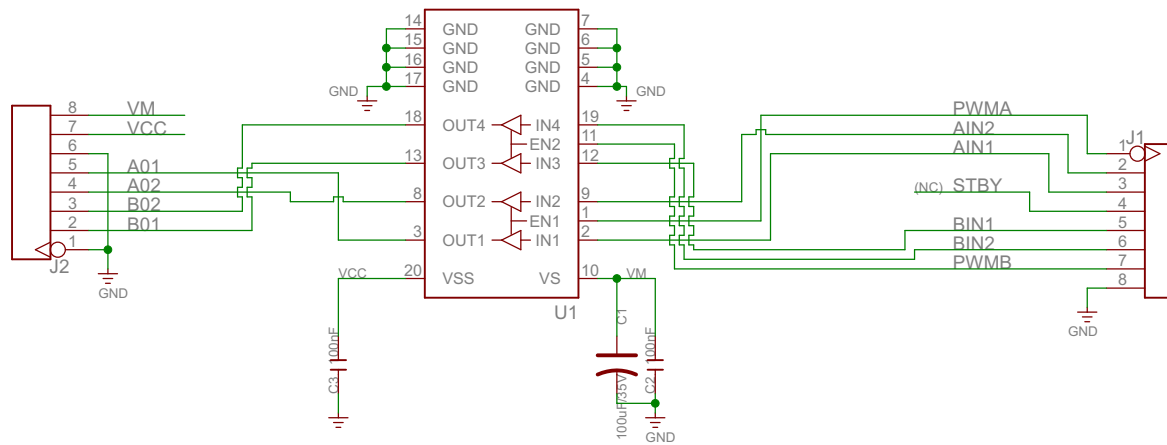 14 GND GND 7
15 GND GND 6
16 GND GND 5
17 GND GND 4
GND GND
8 VM
7 VCC
6
5 A01
4 A02
3 B02
2 B01
1
J2
GND
18 OUT4 IN4 19
EN2 11
13 OUT3 IN3 12
8 OUT2 IN2 9
EN1 1
3 OUT1 IN1 2
20 VSS VS 10
VCC VM
U1
C3 100nF
C1 100uF/35V
C2 100nF
GND
PWMA
AIN2
AIN1
(NC) STBY
BIN1
BIN2
PWMB
J1
1
2
3
4
5
6
7
8
GND